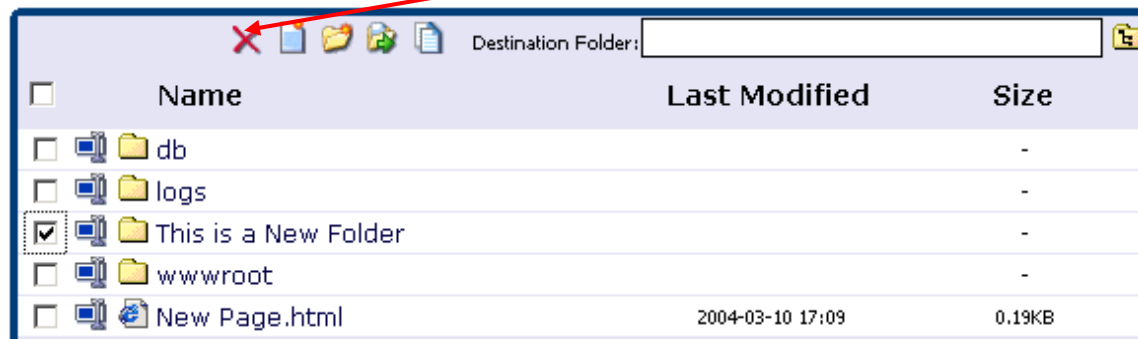 Destination Folder:
Name Last Modified Size
db -
logs -
This is a New Folder -
wwwroot -
New Page.html 2004-03-10 17:09 0.19KB